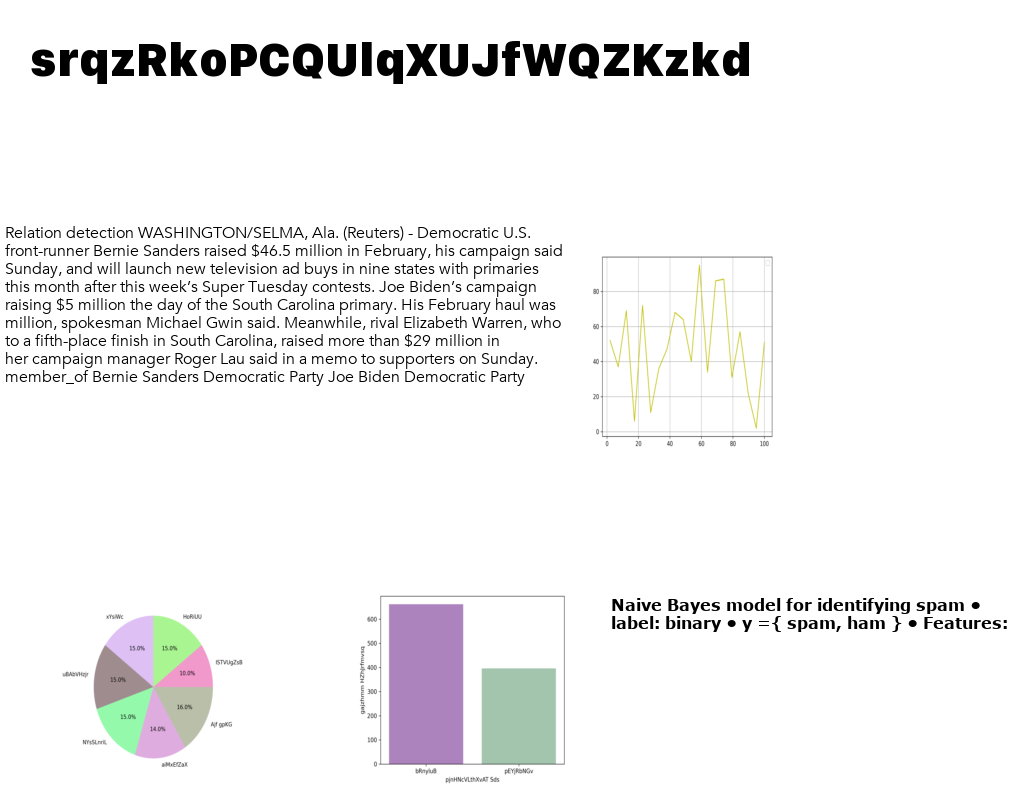 srqzRkoPCQUlqXUJfWQZKzkd
Relation detection WASHINGTON/SELMA, Ala. (Reuters) - Democratic U.S.
front-runner Bernie Sanders raised $46.5 million in February, his campaign said
Sunday, and will launch new television ad buys in nine states with primaries
this month after this week’s Super Tuesday contests. Joe Biden’s campaign
raising $5 million the day of the South Carolina primary. His February haul was
million, spokesman Michael Gwin said. Meanwhile, rival Elizabeth Warren, who
to a fifth-place finish in South Carolina, raised more than $29 million in
her campaign manager Roger Lau said in a memo to supporters on Sunday.
member_of Bernie Sanders Democratic Party Joe Biden Democratic Party
80
60
40
20
0
0 20 40 60 80 100
xYsiWc
HoRiUU
15.0%
15.0%
10.0%
15.0%
16.0%
15.0%
14.0%
uBAbVHzjr
NYsSLnriL
Ajf gpKG
600
500
400
300
200
100
0
bRnyluB pEYJRbNGv
Naive Bayes model for identifying spam •
label: binary • y ={ spam, ham } • Features: